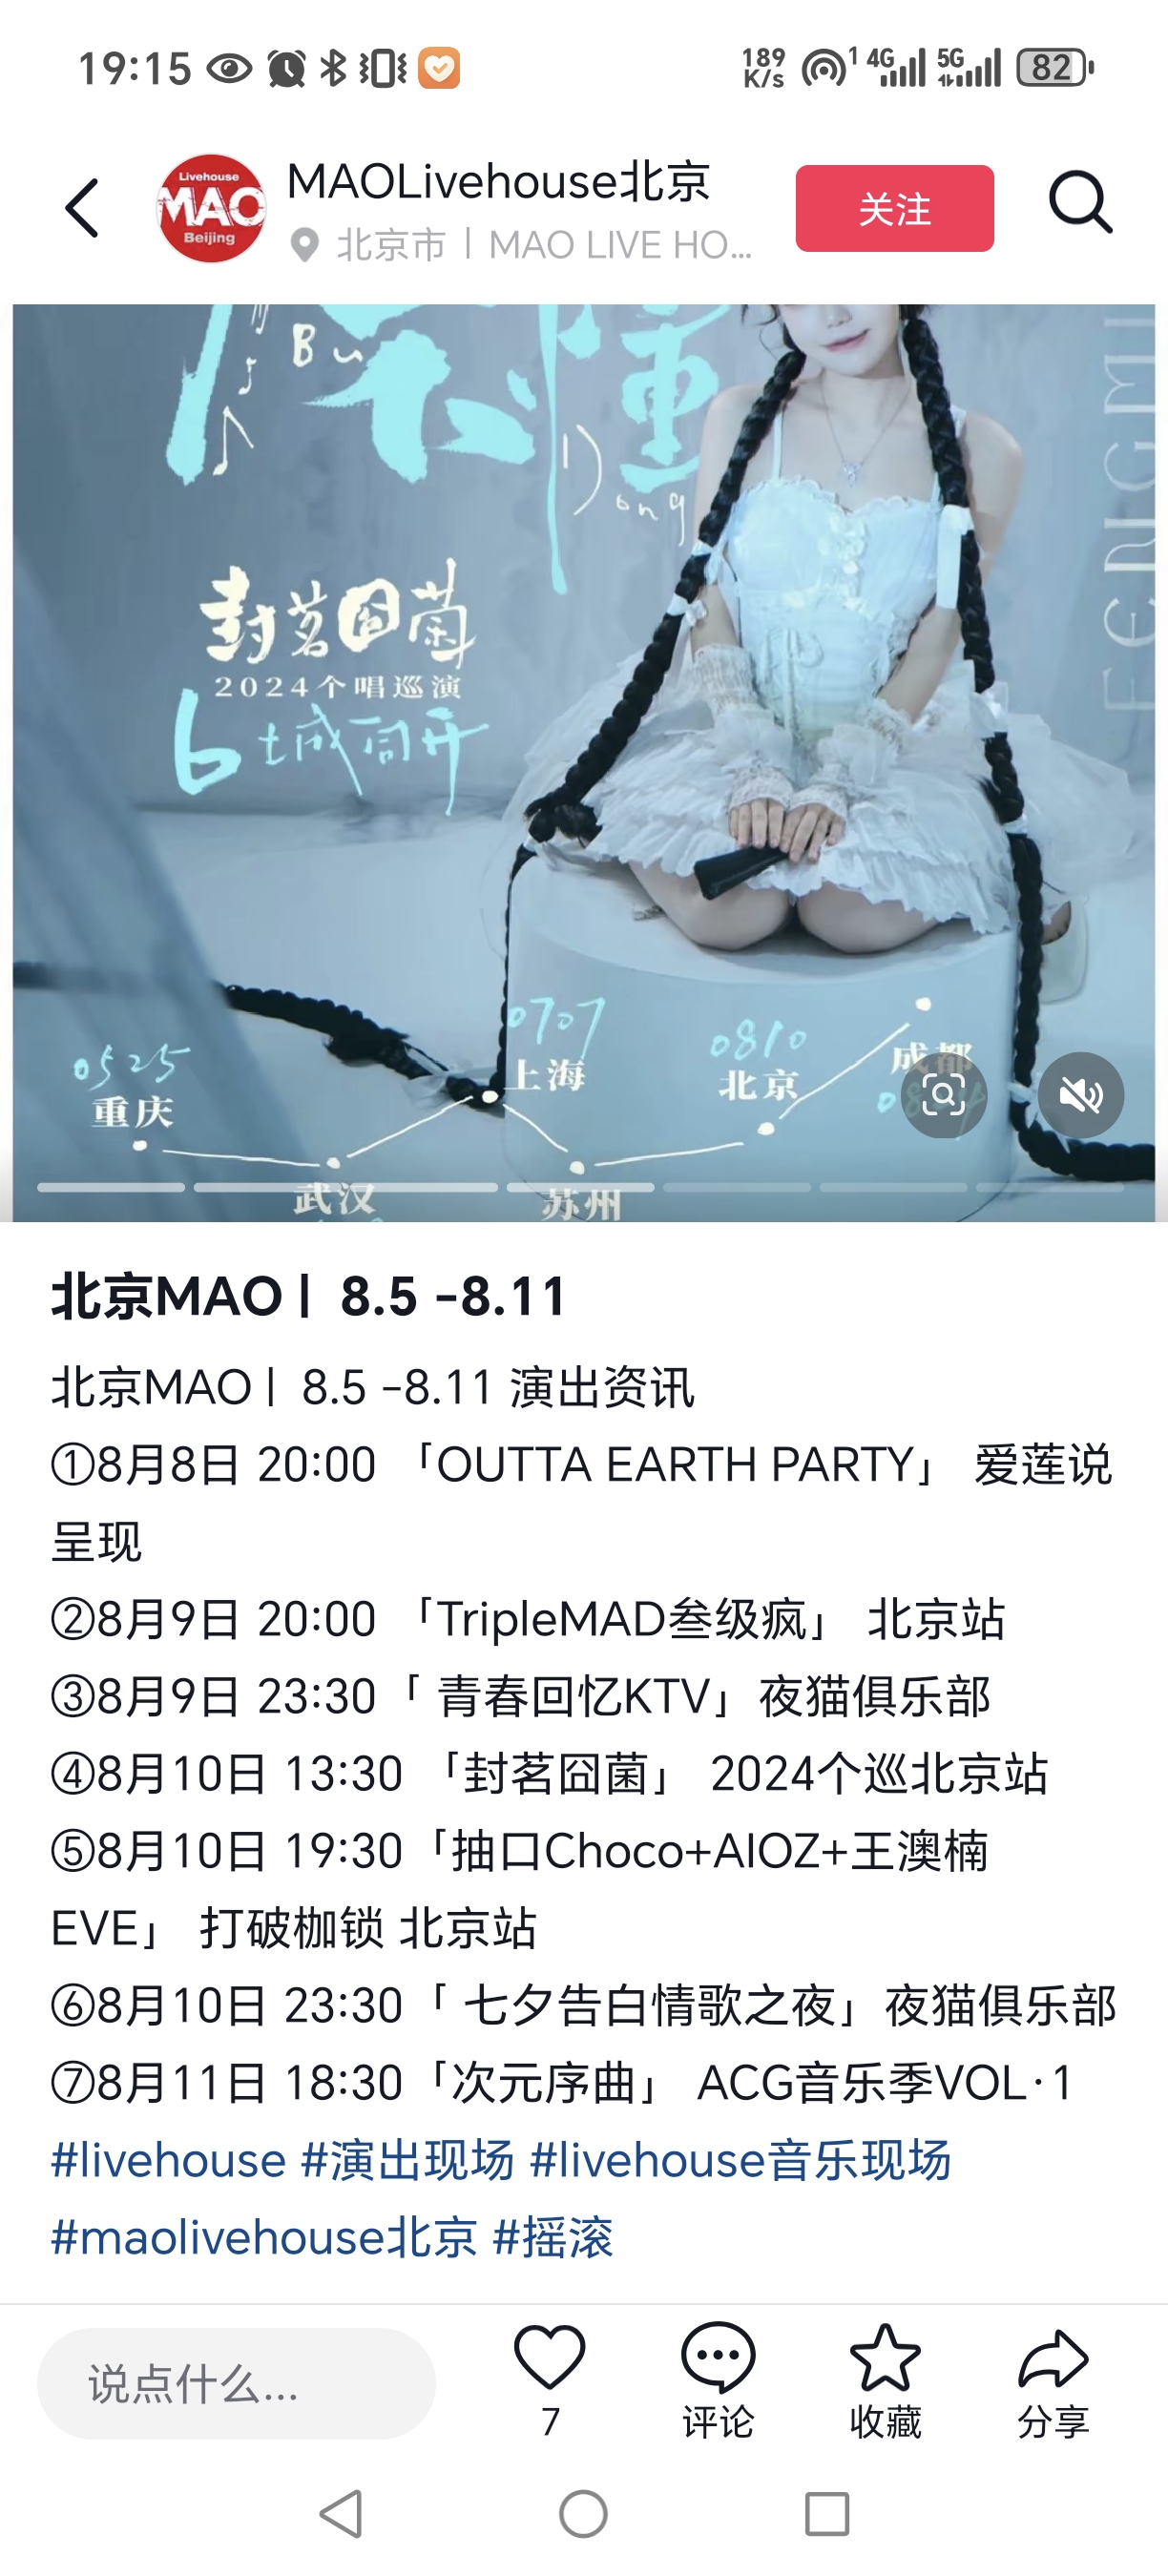 19:15
189 K/s
1 4G
5G
82
Livehouse
MAO
Beijing
MAOLivehouse北京
北京市 | MAO LIVE HO...
关注
Bu
不懂
Dong
FENGMI
封茗囧菌
2024个唱巡演
6城同开
0525
重庆
武汉
0707
上海
苏州
0810
北京
成都
北京MAO | 8.5 -8.11
北京MAO | 8.5 -8.11 演出资讯
①8月8日 20:00 「OUTTA EARTH PARTY」 爱莲说
呈现
②8月9日 20:00 「TripleMAD叁级疯」 北京站
③8月9日 23:30「 青春回忆KTV」夜猫俱乐部
④8月10日 13:30 「封茗囧菌」 2024个巡北京站
⑤8月10日 19:30「抽口Choco+AIOZ+王澳楠
EVE」 打破枷锁 北京站
⑥8月10日 23:30「 七夕告白情歌之夜」夜猫俱乐部
⑦8月11日 18:30「次元序曲」 ACG音乐季VOL·1
#livehouse #演出现场 #livehouse音乐现场
#maolivehouse北京 #摇滚
说点什么...
7
评论
收藏
分享